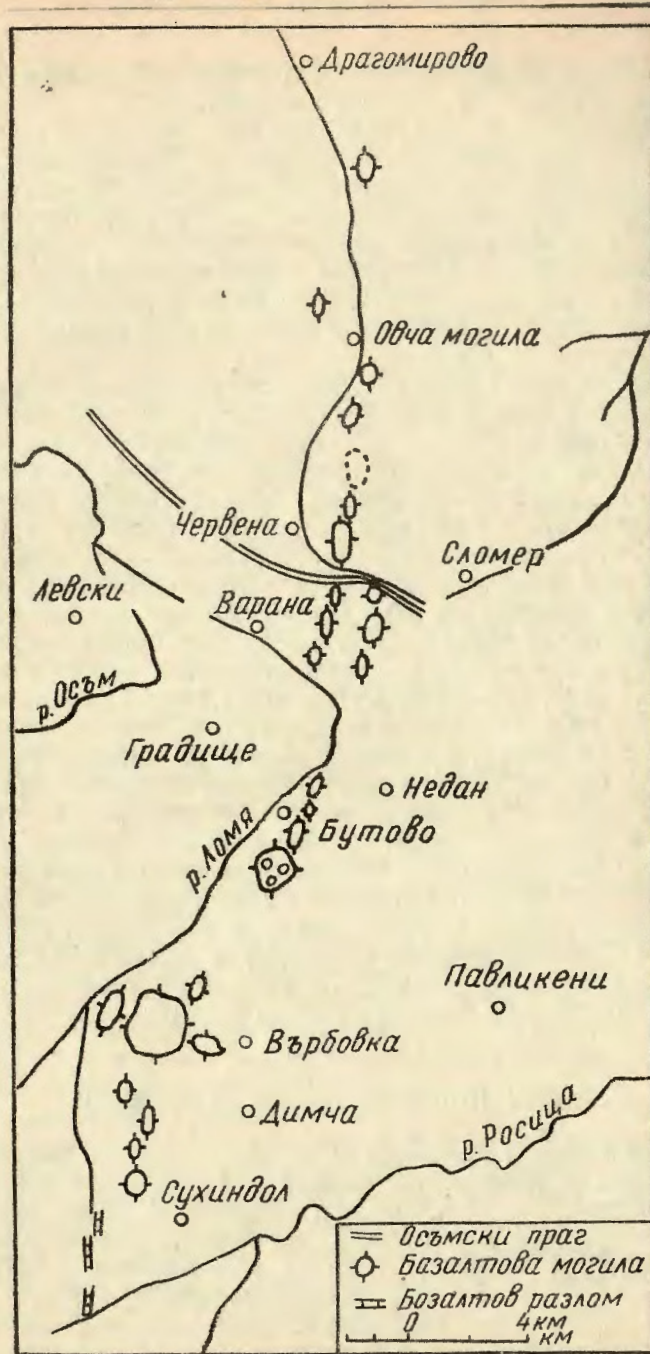 Драгомирово
Овча могила
Червена
Сломер
Левски
Варана
р. Осъм
Градище
Недан
р. Ломя
Бутово
Павликени
Върбовка
Димча
р. Росица
Сухиндол
Осъмски праг
Базалтова могила
Бозалтов разлом
0 4км
км